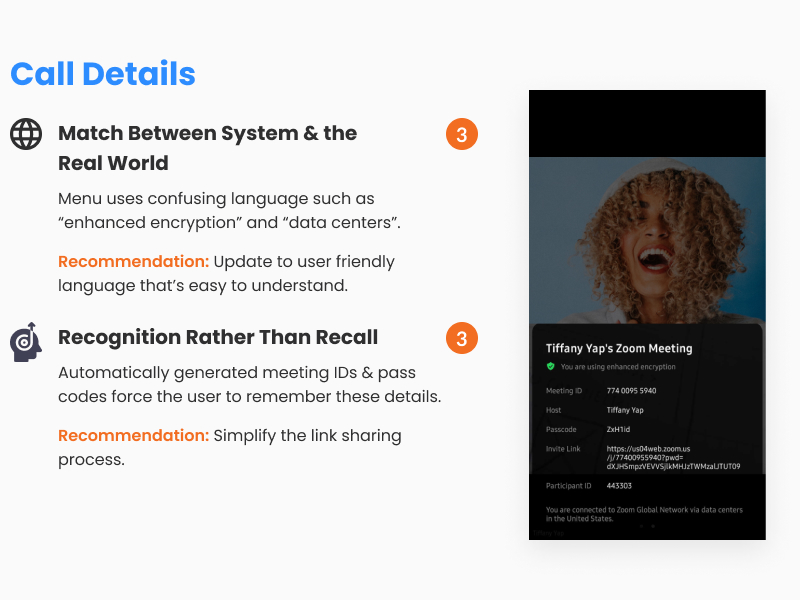 Call Details
Match Between System & the
Real World
3
Menu uses confusing language such as
“enhanced encryption” and “data centers”.
Recommendation: Update to user friendly
language that’s easy to understand.
Recognition Rather Than Recall
3
Automatically generated meeting IDs & pass
codes force the user to remember these details.
Recommendation: Simplify the link sharing
process.
Tiffany Yap's Zoom Meeting
You are using enhanced encryption
Meeting ID 774 0095 5940
Host Tiffany Yap
Passcode ZxH1id
Invite Link https://us04web.zoom.us
/j/77400955940?pwd=
dXJHSmpzVEVVSjlkMHJzTWMzalJTUT09
Participant ID 443303
You are connected to Zoom Global Network via data centers
in the United States.
Tiffany Yap